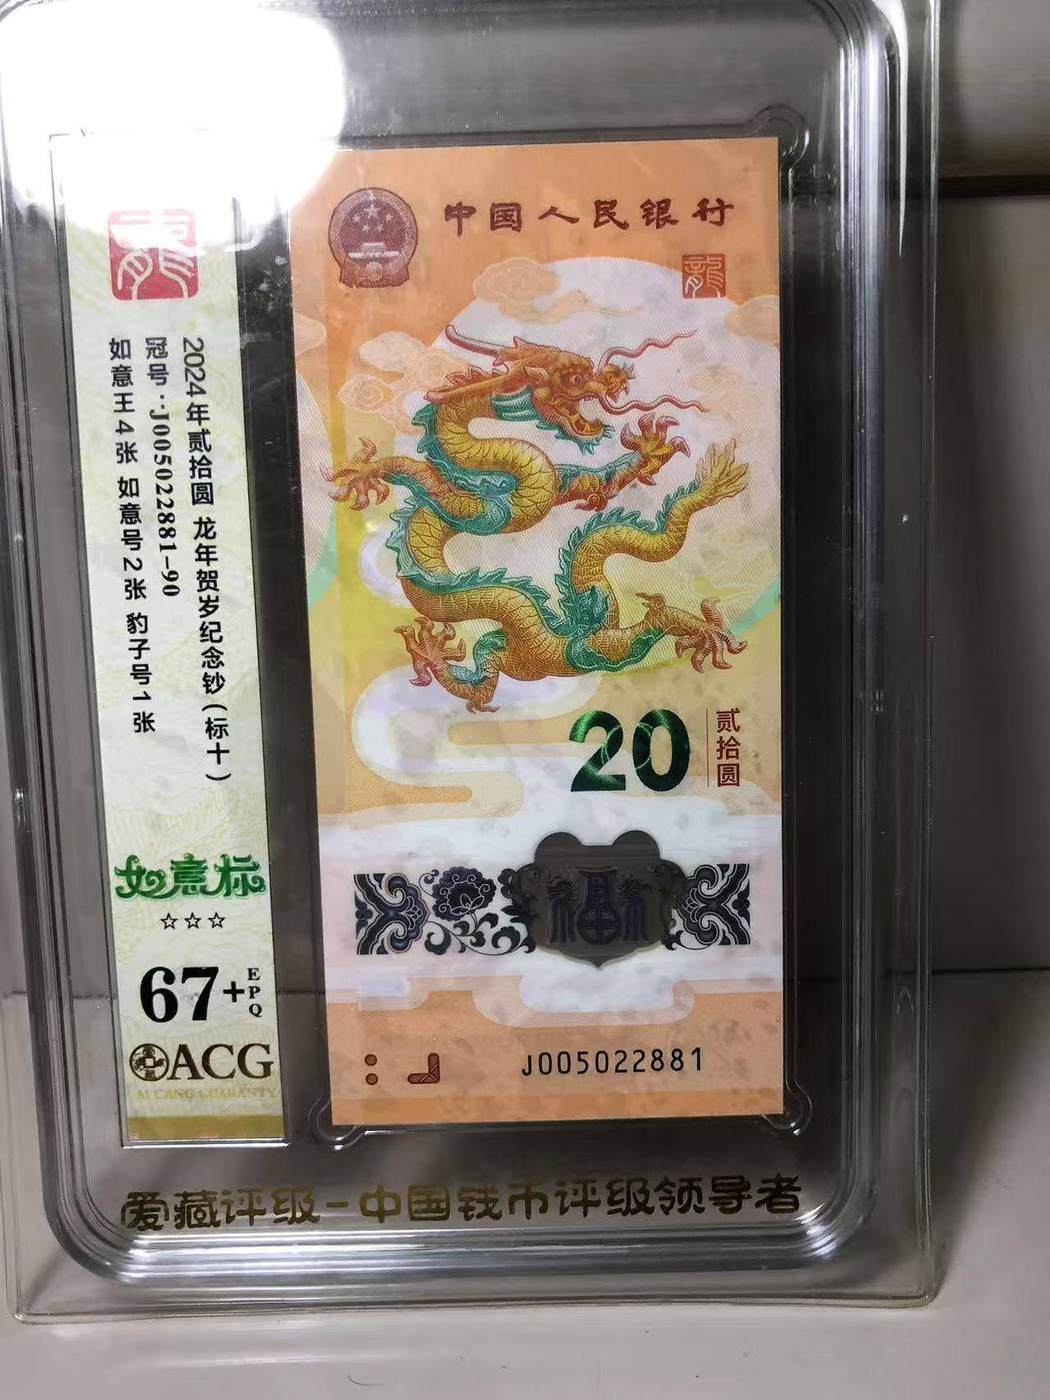 龍
2024年贰拾圆 龙年贺岁纪念钞(标十)
冠号:J005022881-90
如意王4张 如意号2张 豹子号1张
如意标
☆☆☆
67+EPQ
ACG
AI CANG GUARANTY
中国人民银行
龍
20
贰拾圆
福
J005022881
爱藏评级-中国钱币评级领导者